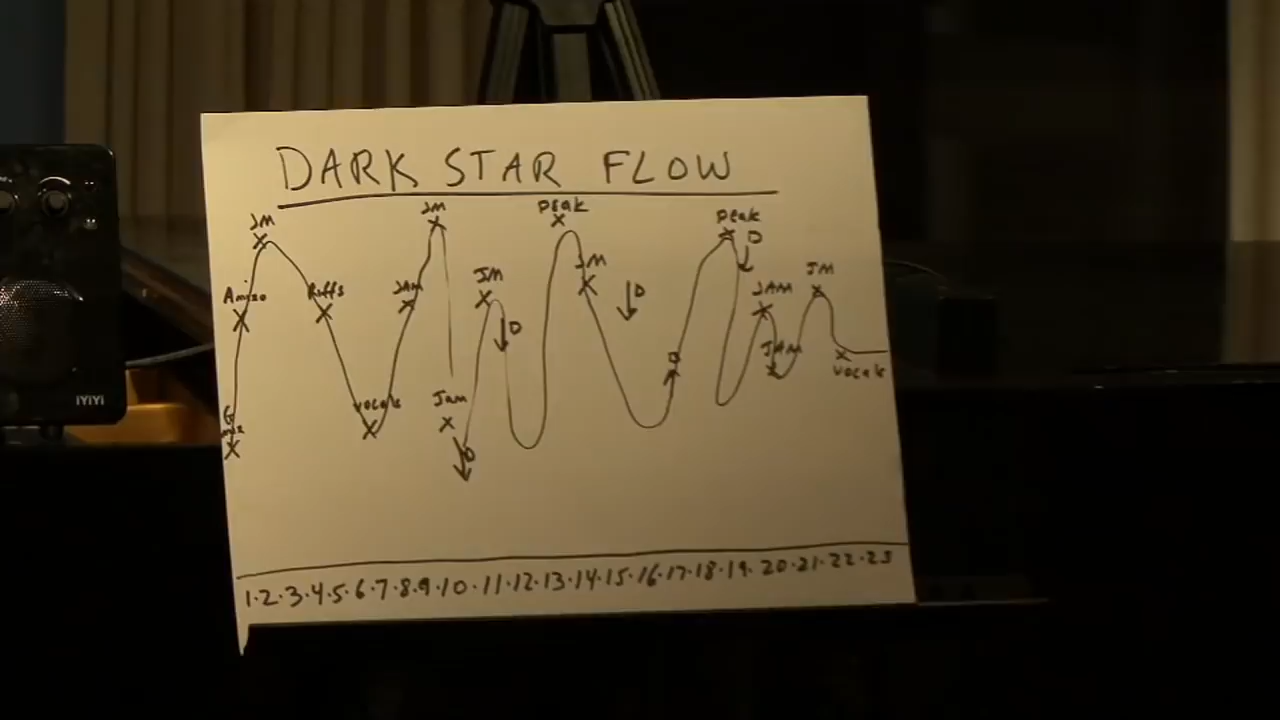 DARK STAR FLOW
JM
JM
Peak
Peak
D
JM
JM
JM
Riffs
JAM
JAM
D
D
D
JAM
vocals
vocals
Jam
D
IYIYI
1·2·3·4·5·6·7·8·9·10·11·12·13·14·15·16·17·18·19·20·21·22·23